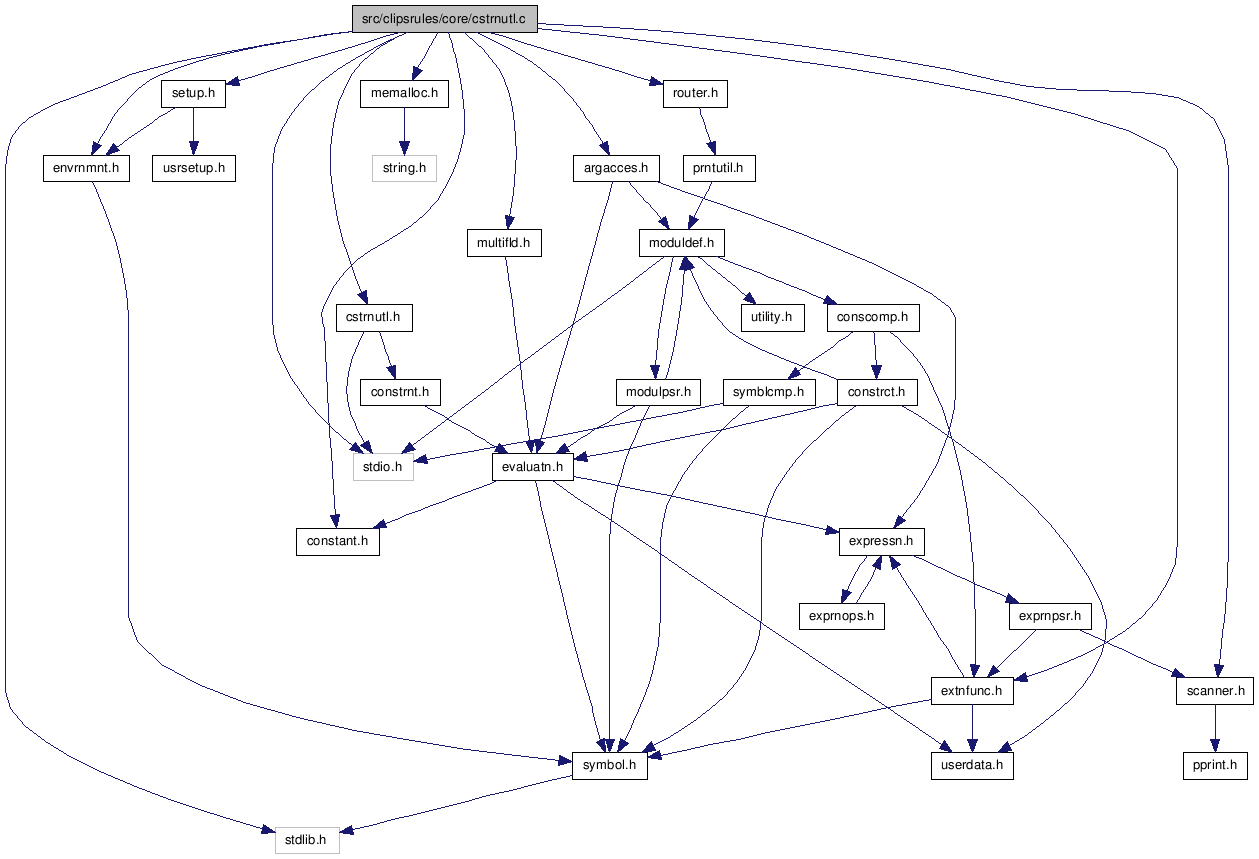 src/clipsrules/core/cstrnutl.c
setup.h
memalloc.h
router.h
envrnmnt.h
usrsetup.h
string.h
argacces.h
prntutil.h
multifld.h
moduldef.h
cstrnutl.h
utility.h
conscomp.h
constrnt.h
modulpsr.h
symblcmp.h
constrct.h
stdio.h
evaluatn.h
constant.h
expressn.h
exprnops.h
exprnpsr.h
extnfunc.h
scanner.h
symbol.h
userdata.h
pprint.h
stdlib.h